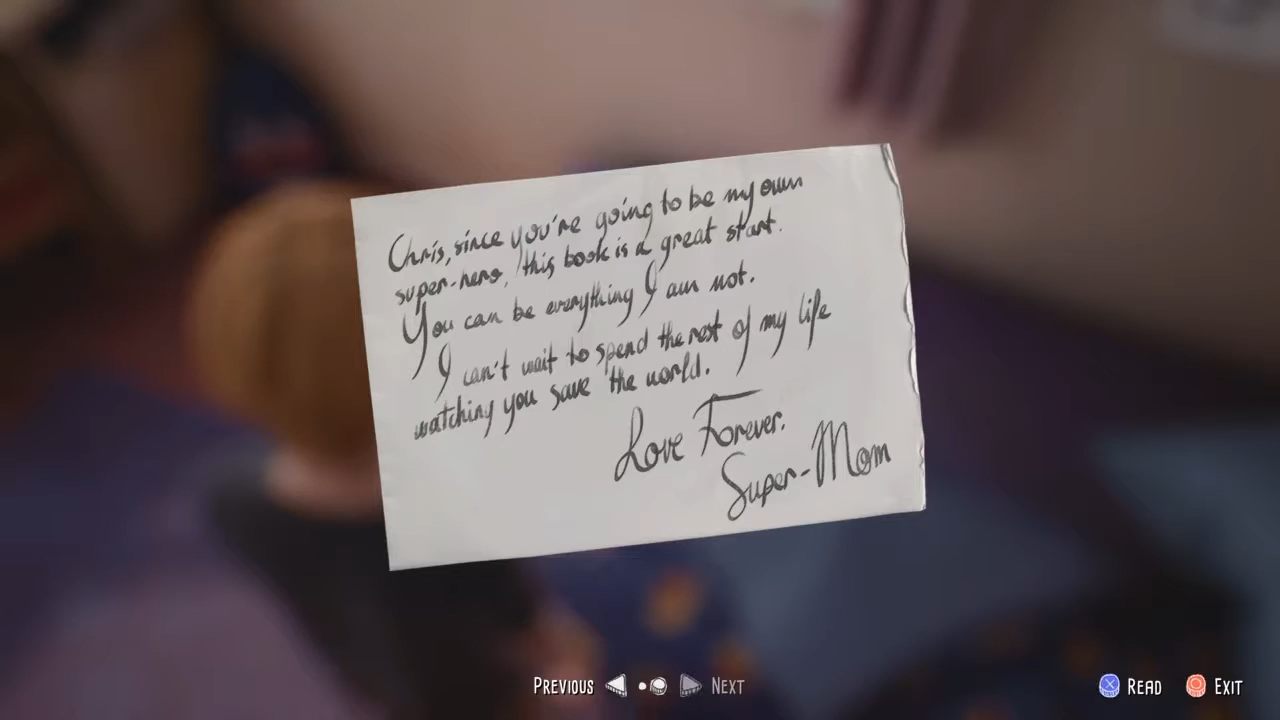 Chris, since you're going to be my own
super-hero, this book is a great start.
You can be everything I am not.
I can't wait to spend the rest of my life
watching you save the world.
Love Forever.
Super-Mom
Previous Next
Read Exit